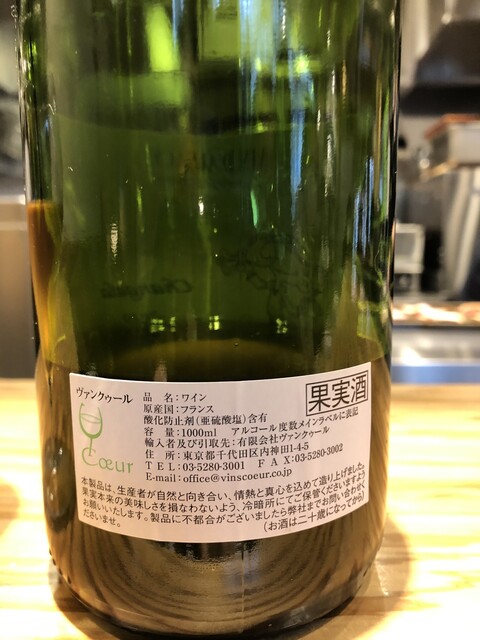 ヴァンクゥール
Cœur
果実酒
品 名：ワイン
原産国：フランス
酸化防止剤（亜硫酸塩）含有
容 量：1000ml アルコール度数メインラベルに表記
輸入者及び引取先：有限会社ヴァンクゥール
住 所：東京都千代田区内神田1-4-5
TEL：03-5280-3001 FAX：03-5280-3002
E-mail：office@vinscoeur.co.jp
本製品は、生産者が自然と向き合い、情熱と真心を込めて造り上げました。
果実本来の美味しさを損なわないよう、冷暗所にてご保管くださいますよう
お願いいたします。製品に不都合がございましたら弊社までお問い合わせく
ださいませ。 （お酒は二十歳になってから）